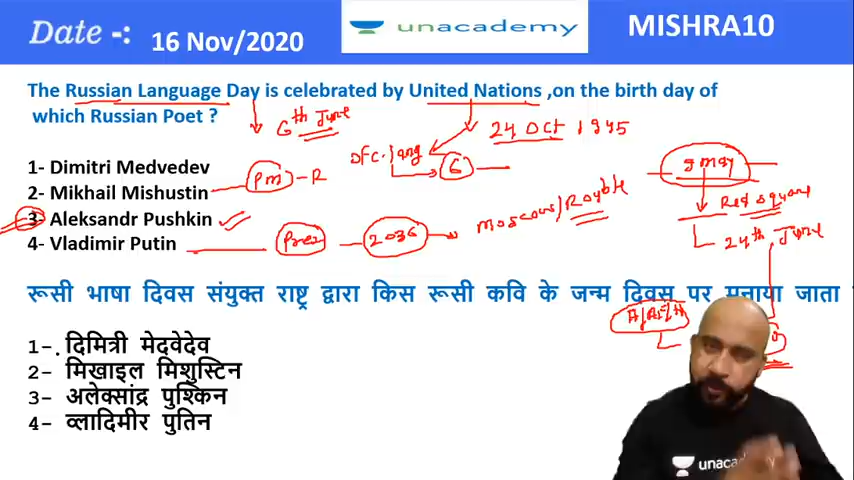 Date -: 16 Nov/2020
unacademy
MISHRA10
The Russian Language Day is celebrated by United Nations ,on the birth day of
which Russian Poet ?
6th June
24 Oct 1945
Ofc. lang
6
9 may
1- Dimitri Medvedev
2- Mikhail Mishustin
PM - R
3- Aleksandr Pushkin
4- Vladimir Putin
Pres
2036
Moscow/Rouble
Red square
24th June
रूसी भाषा दिवस संयुक्त राष्ट्र द्वारा किस रूसी कवि के जन्म दिवस पर मनाया जाता
1- दिमित्री मेदवेदेव
2- मिखाइल मिशुस्टिन
3- अलेक्सांद्र पुश्किन
4- व्लादिमीर पुतिन
unacademy